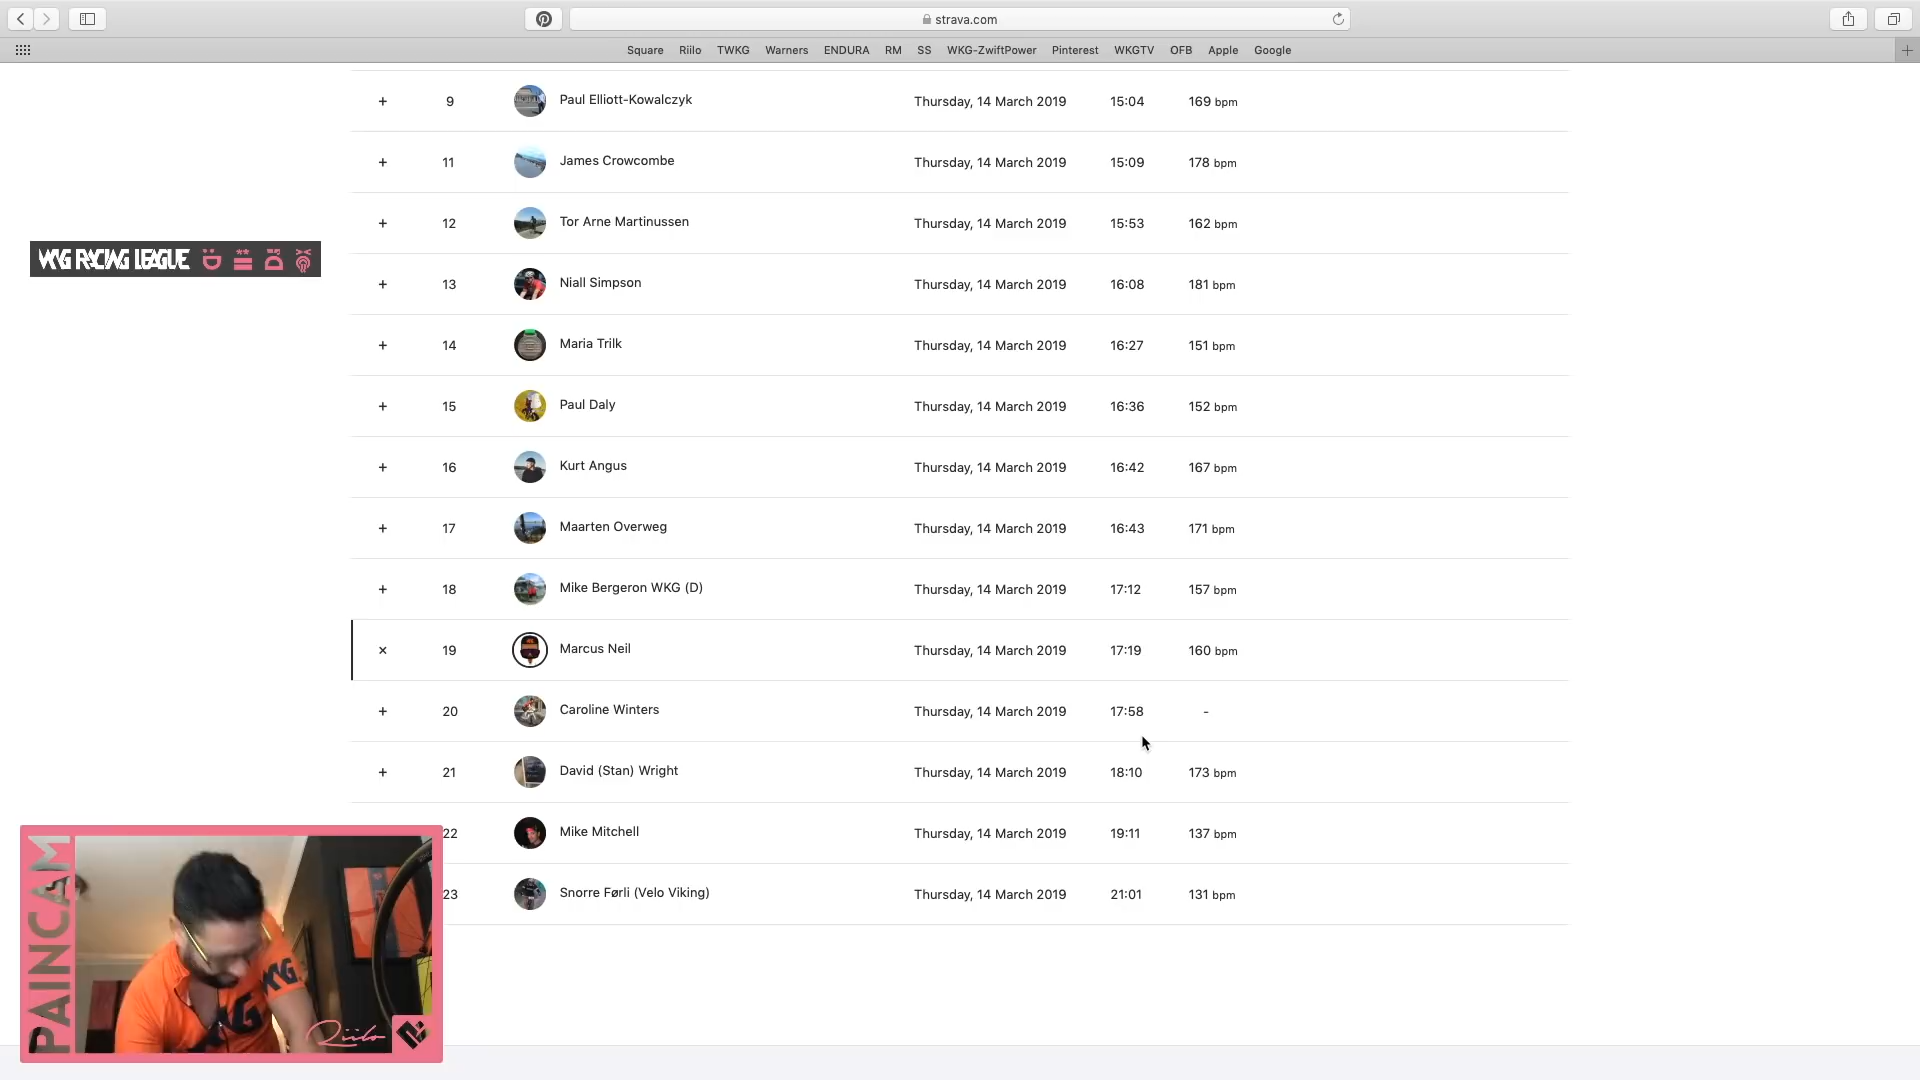 strava.com
Square Riilo TWKG Warners ENDURA RM SS WKG-ZwiftPower Pinterest WKGTV OFB Apple Google
+ 9 Paul Elliott-Kowalczyk Thursday, 14 March 2019 15:04 169 bpm
+ 11 James Crowcombe Thursday, 14 March 2019 15:09 178 bpm
+ 12 Tor Arne Martinussen Thursday, 14 March 2019 15:53 162 bpm
WKG RACING LEAGUE
+ 13 Niall Simpson Thursday, 14 March 2019 16:08 181 bpm
+ 14 Maria Trilk Thursday, 14 March 2019 16:27 151 bpm
+ 15 Paul Daly Thursday, 14 March 2019 16:36 152 bpm
+ 16 Kurt Angus Thursday, 14 March 2019 16:42 167 bpm
+ 17 Maarten Overweg Thursday, 14 March 2019 16:43 171 bpm
+ 18 Mike Bergeron WKG (D) Thursday, 14 March 2019 17:12 157 bpm
× 19 Marcus Neil Thursday, 14 March 2019 17:19 160 bpm
+ 20 Caroline Winters Thursday, 14 March 2019 17:58 -
+ 21 David (Stan) Wright Thursday, 14 March 2019 18:10 173 bpm
22 Mike Mitchell Thursday, 14 March 2019 19:11 137 bpm
23 Snorre Førli (Velo Viking) Thursday, 14 March 2019 21:01 131 bpm
PAINCAM
WKG
Riilo